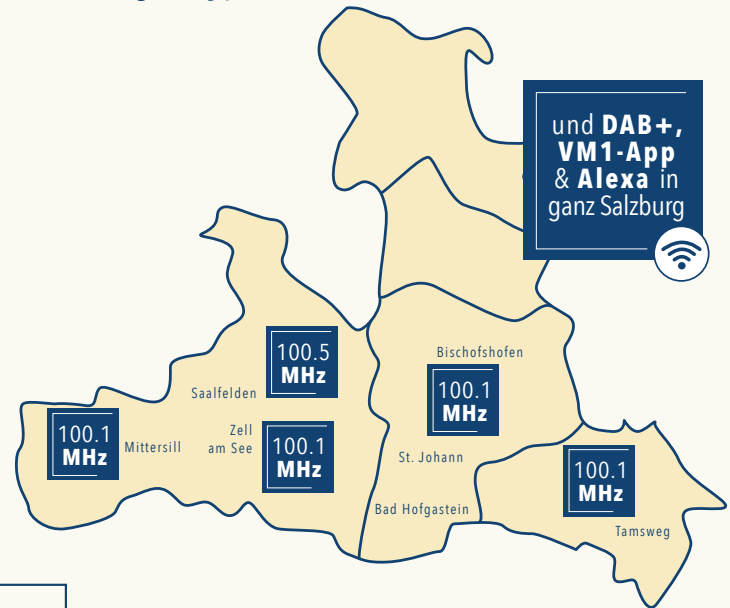 und DAB+,
VM1-App
& Alexa in
ganz Salzburg
Bischofshofen
100.5
MHz
100.1
MHz
Saalfelden
100.1
MHz
Mittersill
Zell
am See
100.1
MHz
St. Johann
100.1
MHz
Bad Hofgastein
Tamsweg